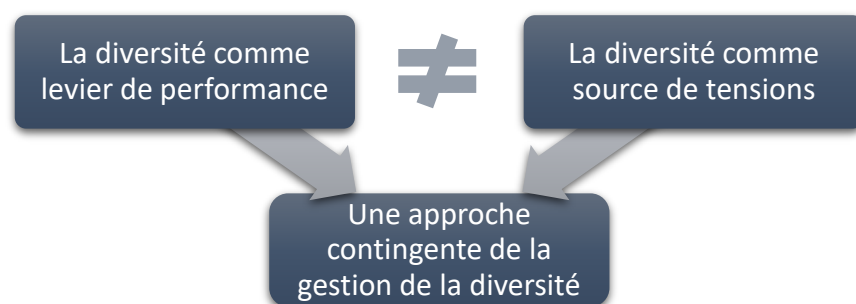 La diversité comme
levier de performance
≠
La diversité comme
source de tensions
Une approche
contingente de la
gestion de la diversité